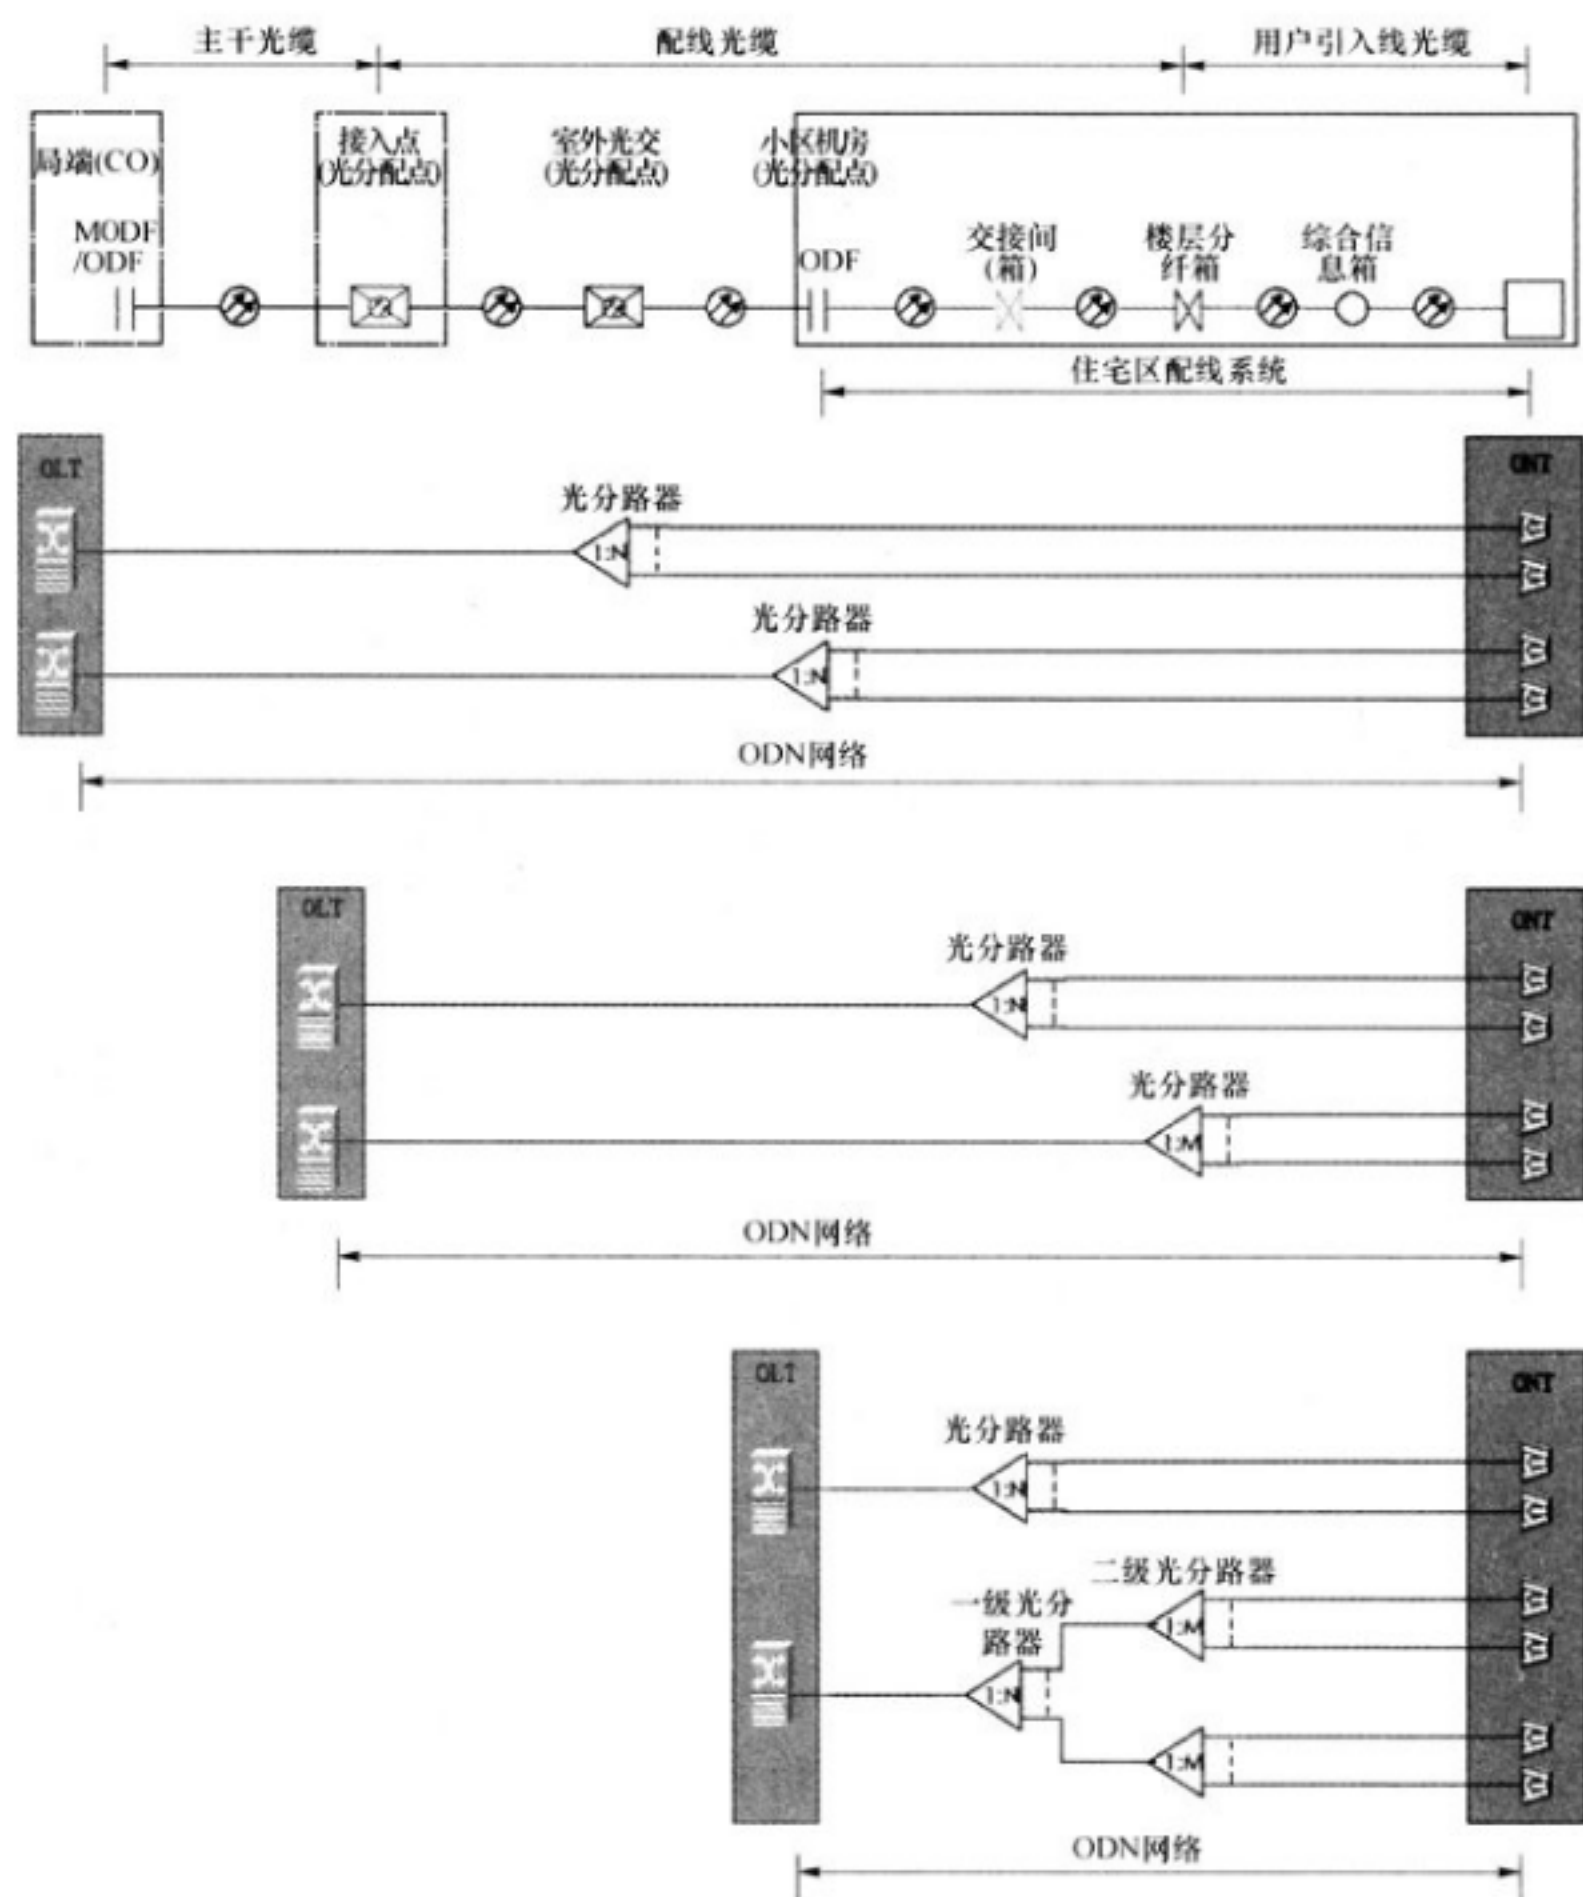 主干光缆
配线光缆
用户引入线光缆
局端(CO)
MODF
/ODF
接入点
(光分配点)
室外光交
(光分配点)
小区机房
(光分配点)
ODF
交接间
(箱)
楼层分
纤箱
综合信
息箱
住宅区配线系统
OLT
ONT
光分路器
1:N
光分路器
1:N
ODN网络
OLT
ONT
光分路器
1:N
光分路器
1:M
ODN网络
OLT
ONT
光分路器
1:N
二级光分路器
1:M
一级光分
路器
1:N
1:M
ODN网络